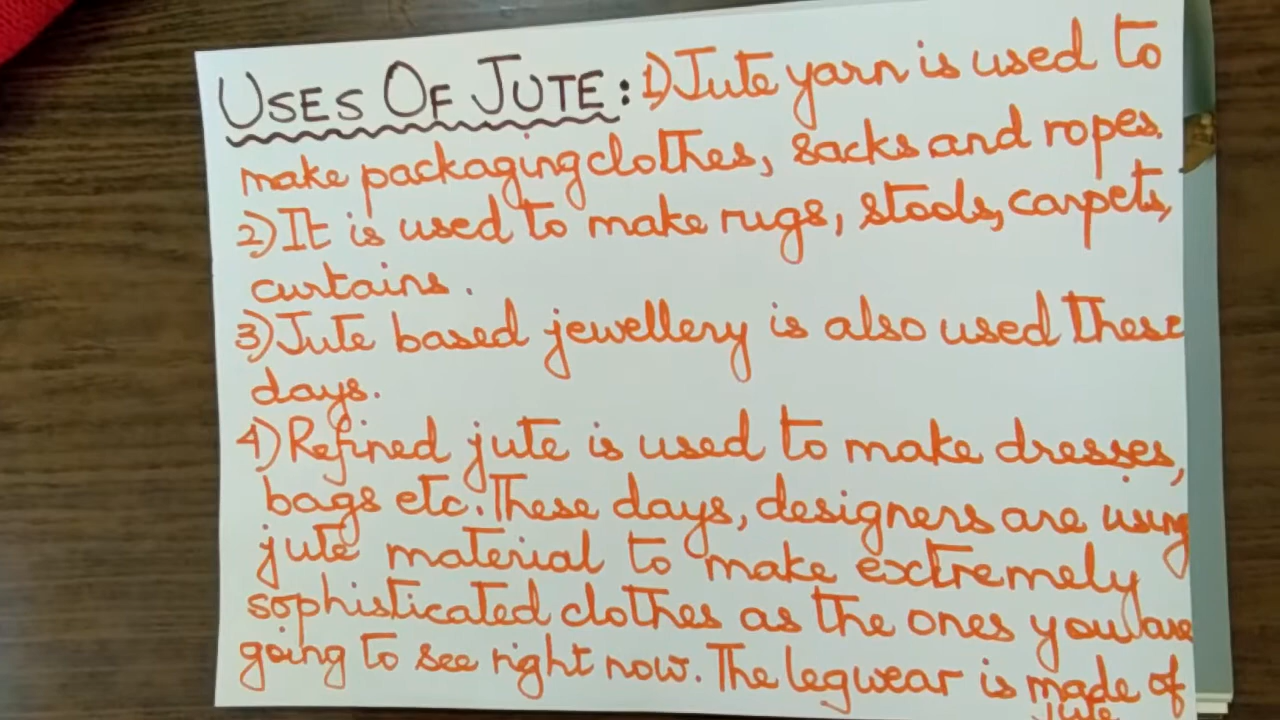 USES OF JUTE: 1) Jute yarn is used to
make packaging clothes, sacks and ropes.
2) It is used to make rugs, stools, carpets,
curtains.
3) Jute based jewellery is also used these
days.
4) Refined jute is used to make dresses,
bags etc. These days, designers are using
jute material to make extremely
sophisticated clothes as the ones you are
going to see right now. The legwear is made of
jute